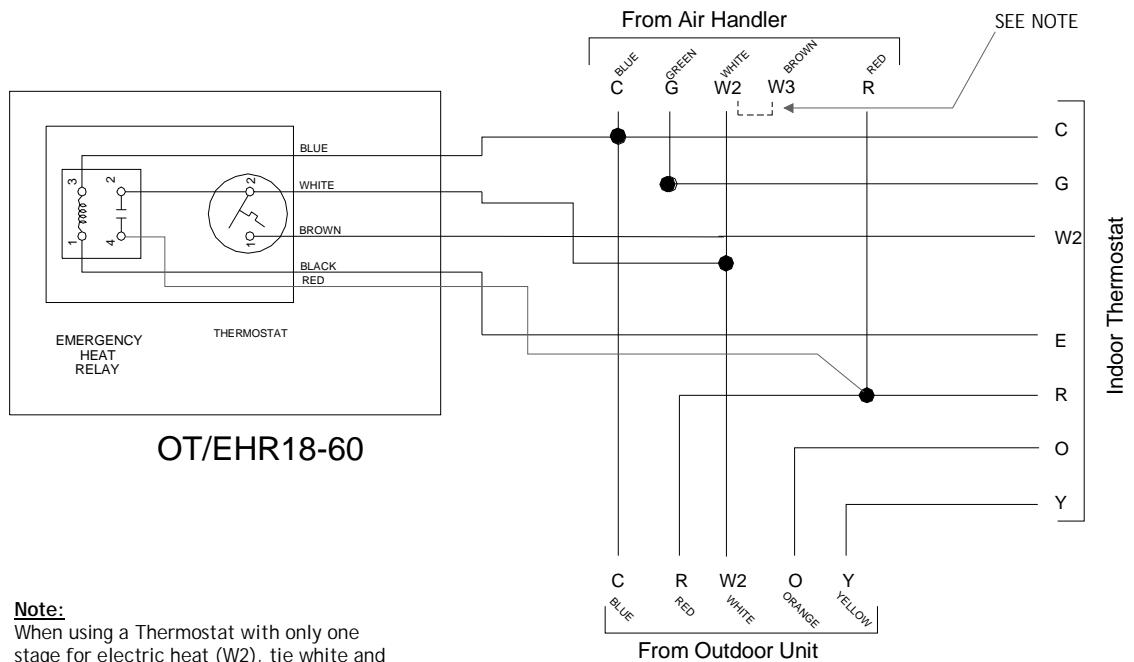 From Air Handler
SEE NOTE
BLUE
GREEN
WHITE
BROWN
RED
C
G
W2
W3
R
3
2
1
4
2
1
BLUE
WHITE
BROWN
BLACK
RED
EMERGENCY
HEAT
RELAY
THERMOSTAT
OT/EHR18-60
C
G
W2
E
R
O
Y
Indoor Thermostat
C
R
W2
O
Y
BLUE
RED
WHITE
ORANGE
YELLOW
From Outdoor Unit
Note:
When using a Thermostat with only one
stage for electric heat (W2), tie white and